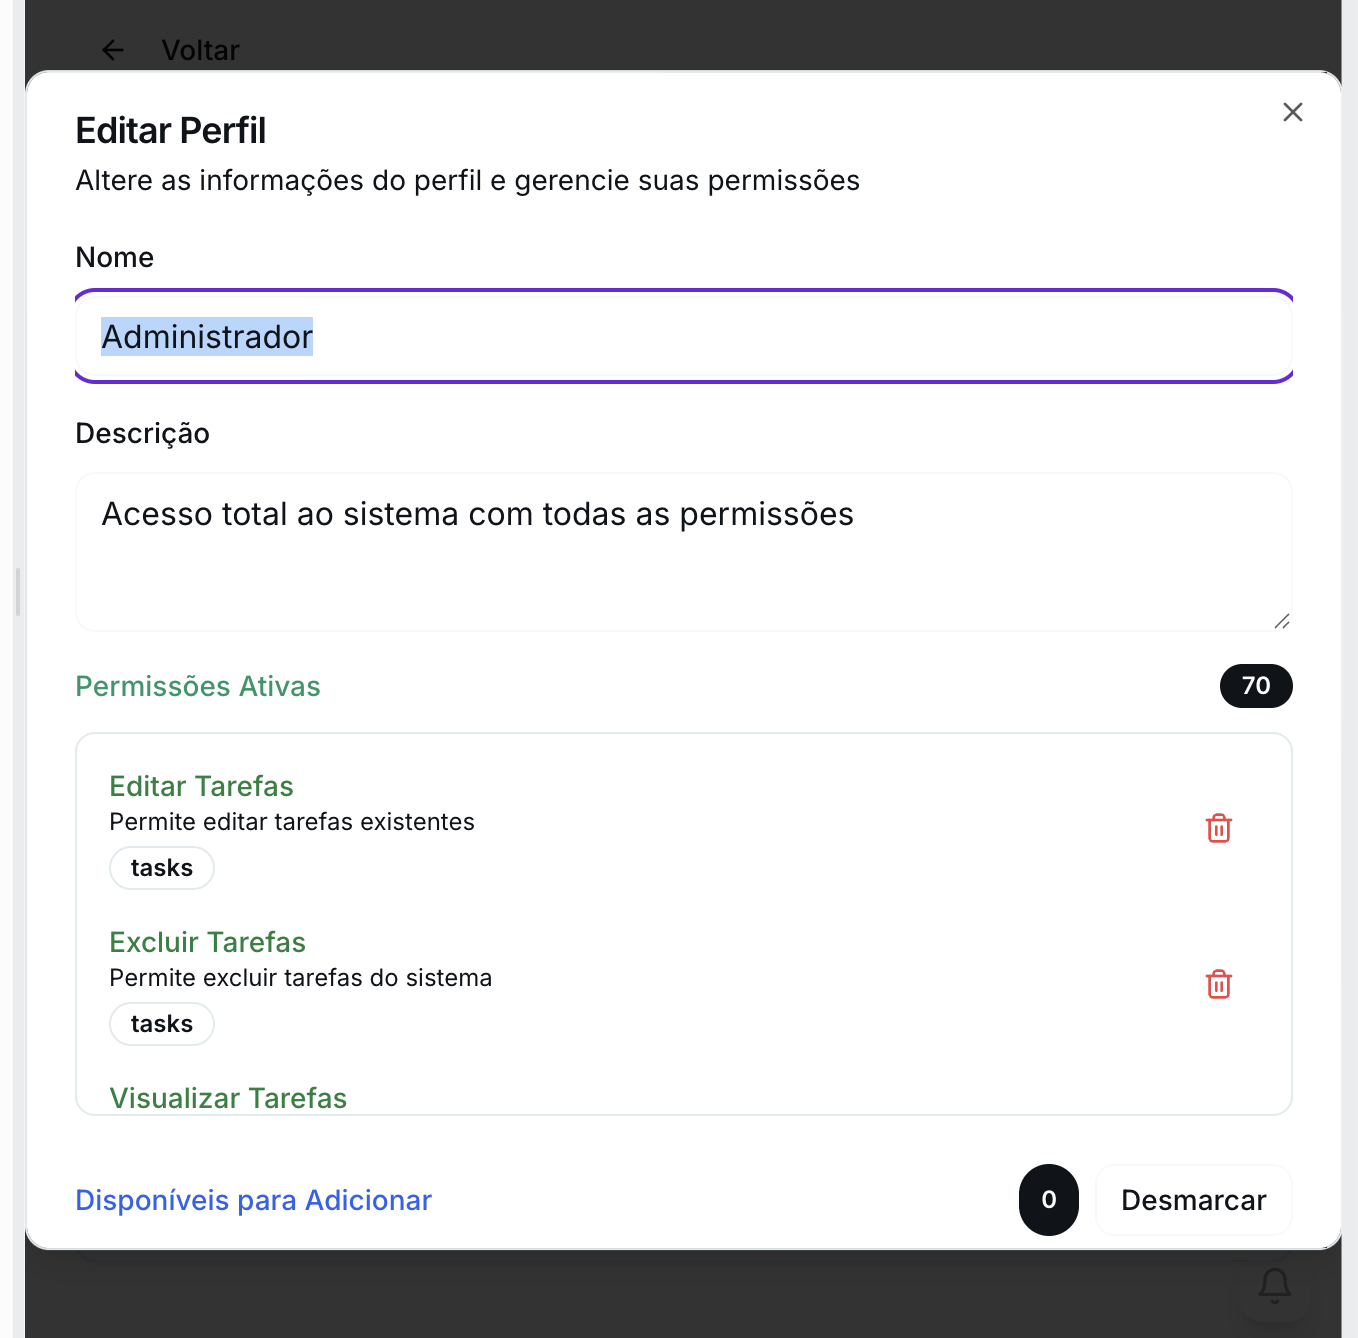 Voltar
Editar Perfil
Altere as informações do perfil e gerencie suas permissões
Nome
Administrador
Descrição
Acesso total ao sistema com todas as permissões
Permissões Ativas
70
Editar Tarefas
Permite editar tarefas existentes
tasks
Excluir Tarefas
Permite excluir tarefas do sistema
tasks
Visualizar Tarefas
Disponíveis para Adicionar
0
Desmarcar